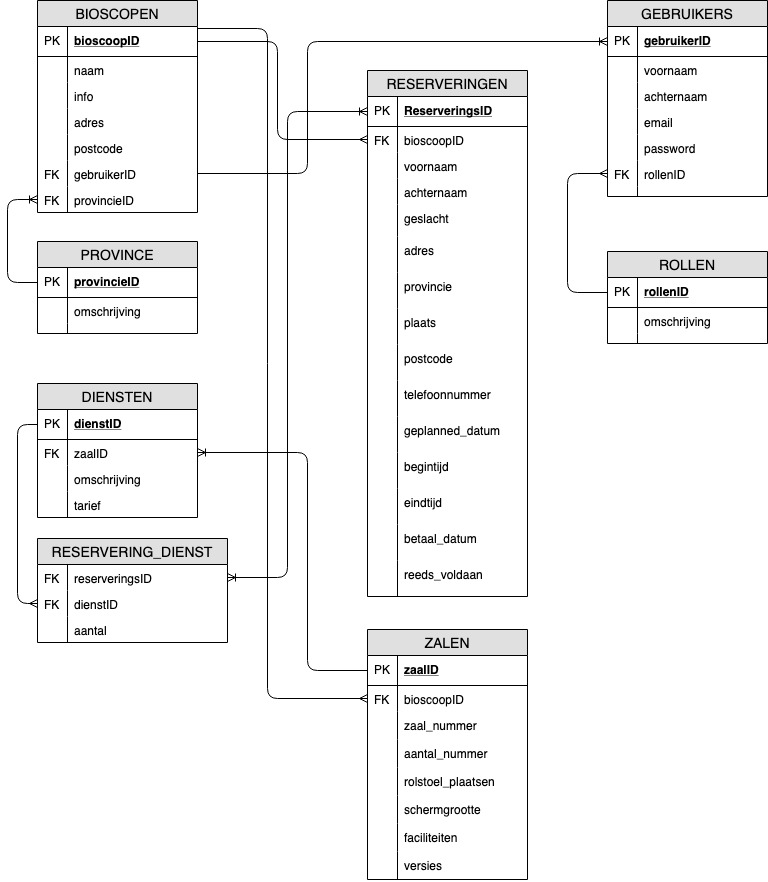 BIOSCOPEN
PK bioscoopID
naam
info
adres
postcode
FK gebruikerID
FK provincieID
PROVINCE
PK provincieID
omschrijving
DIENSTEN
PK dienstID
FK zaalID
omschrijving
tarief
RESERVERING_DIENST
FK reserveringsID
FK dienstID
aantal
RESERVERINGEN
PK ReserveringsID
FK bioscoopID
voornaam
achternaam
geslacht
adres
provincie
plaats
postcode
telefoonnummer
geplanned_datum
begintijd
eindtijd
betaal_datum
reeds_voldaan
ZALEN
PK zaalID
FK bioscoopID
zaal_nummer
aantal_nummer
rolstoel_plaatsen
schermgrootte
faciliteiten
versies
GEBRUIKERS
PK gebruikerID
voornaam
achternaam
email
password
FK rollenID
ROLLEN
PK rollenID
omschrijving